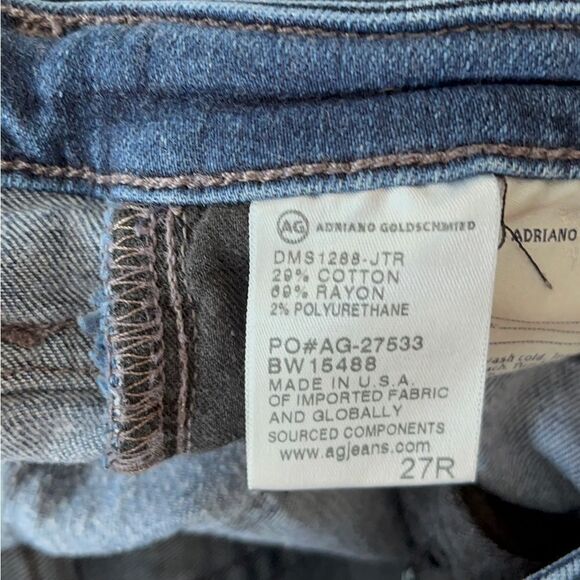 AG ADRIANO GOLDSCHMIED
DMS1288-JTR
29% COTTON
69% RAYON
2% POLYURETHANE
PO#AG-27533
BW15488
MADE IN U.S.A.
OF IMPORTED FABRIC
AND GLOBALLY
SOURCED COMPONENTS
www.agjeans.com
27R
ADRIANO
cold,